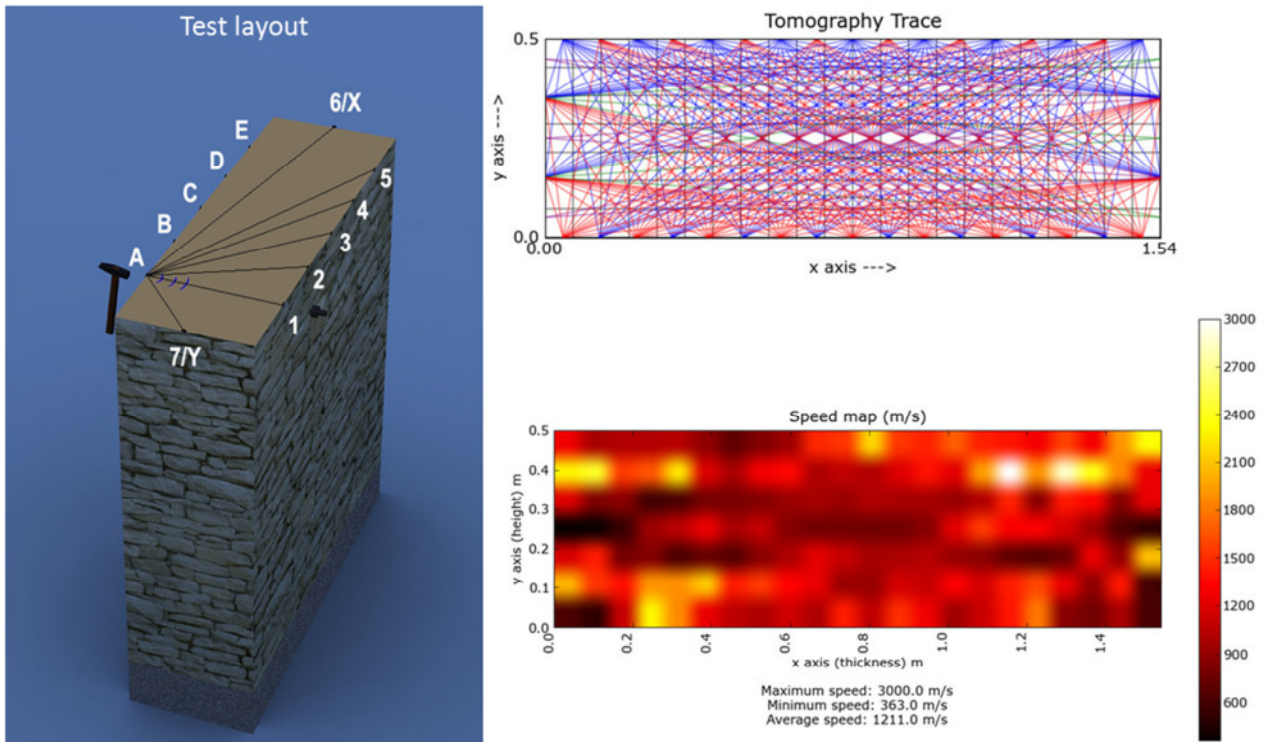 Test layout
6/X
E
D
C
B
A
5
4
3
2
1
7/Y
Tomography Trace
0.5
y axis --->
0.0
0.00
1.54
x axis --->
Speed map (m/s)
0.5
0.4
0.3
0.2
0.1
0.0
y axis (height) m
0.0
0.2
0.4
0.6
0.8
1.0
1.2
1.4
x axis (thickness) m
Maximum speed: 3000.0 m/s
Minimum speed: 363.0 m/s
Average speed: 1211.0 m/s
3000
2700
2400
2100
1800
1500
1200
900
600